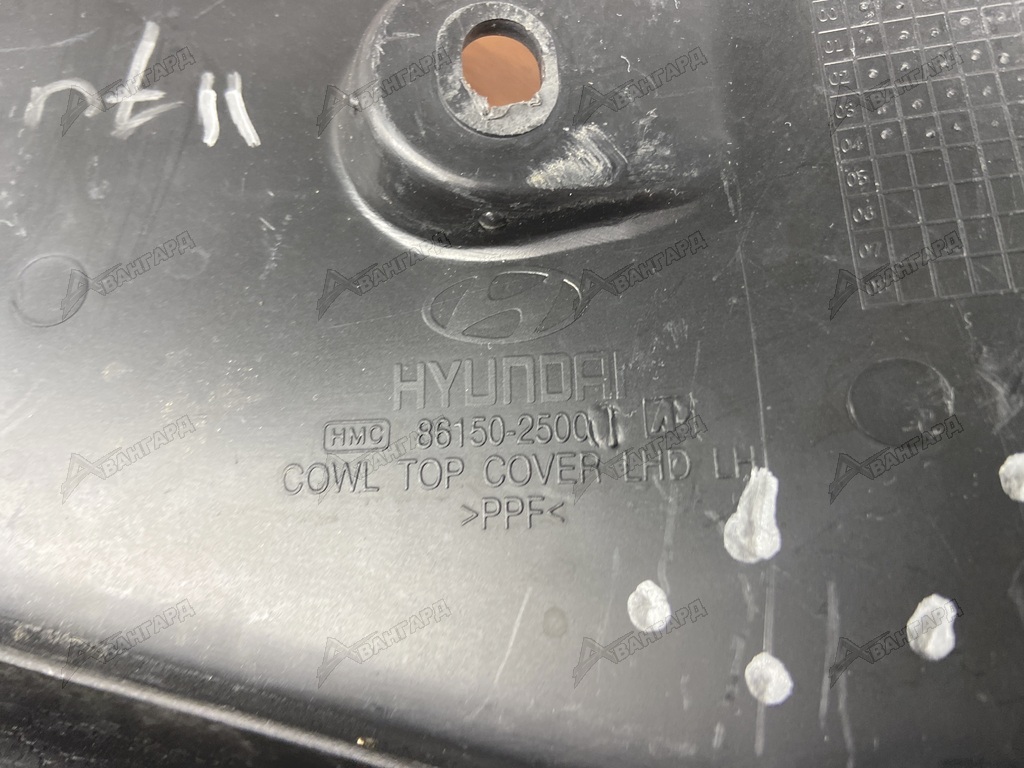 HYUNDAI
HMC 86150-2500
COWL TOP COVER LHD LH
>PPF<
АВАНГАРД